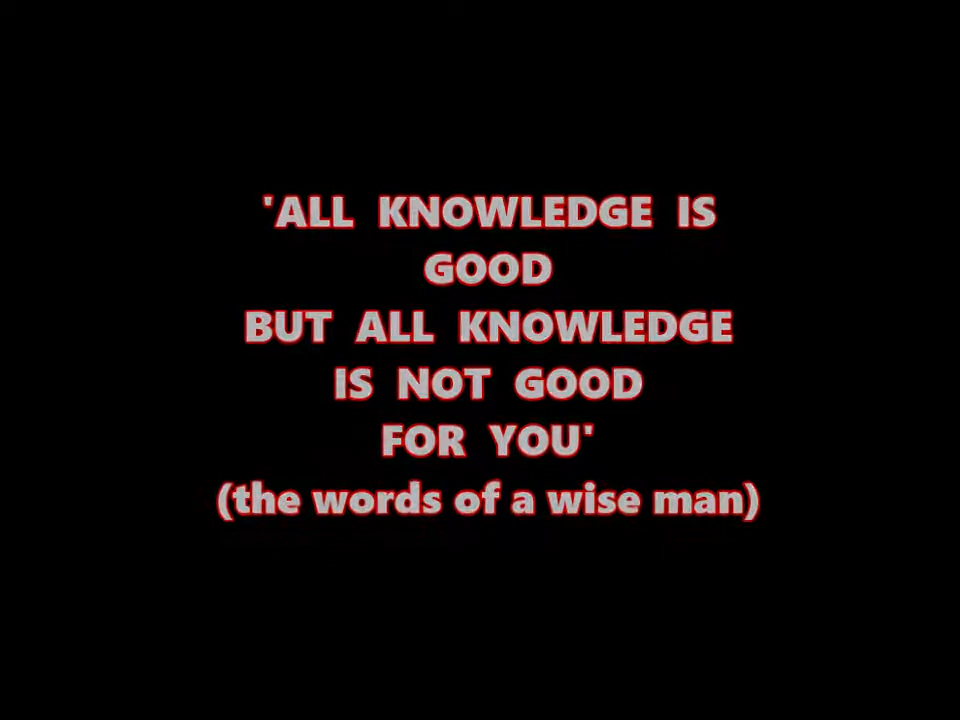 'ALL KNOWLEDGE IS
GOOD
BUT ALL KNOWLEDGE
IS NOT GOOD
FOR YOU'
(the words of a wise man)